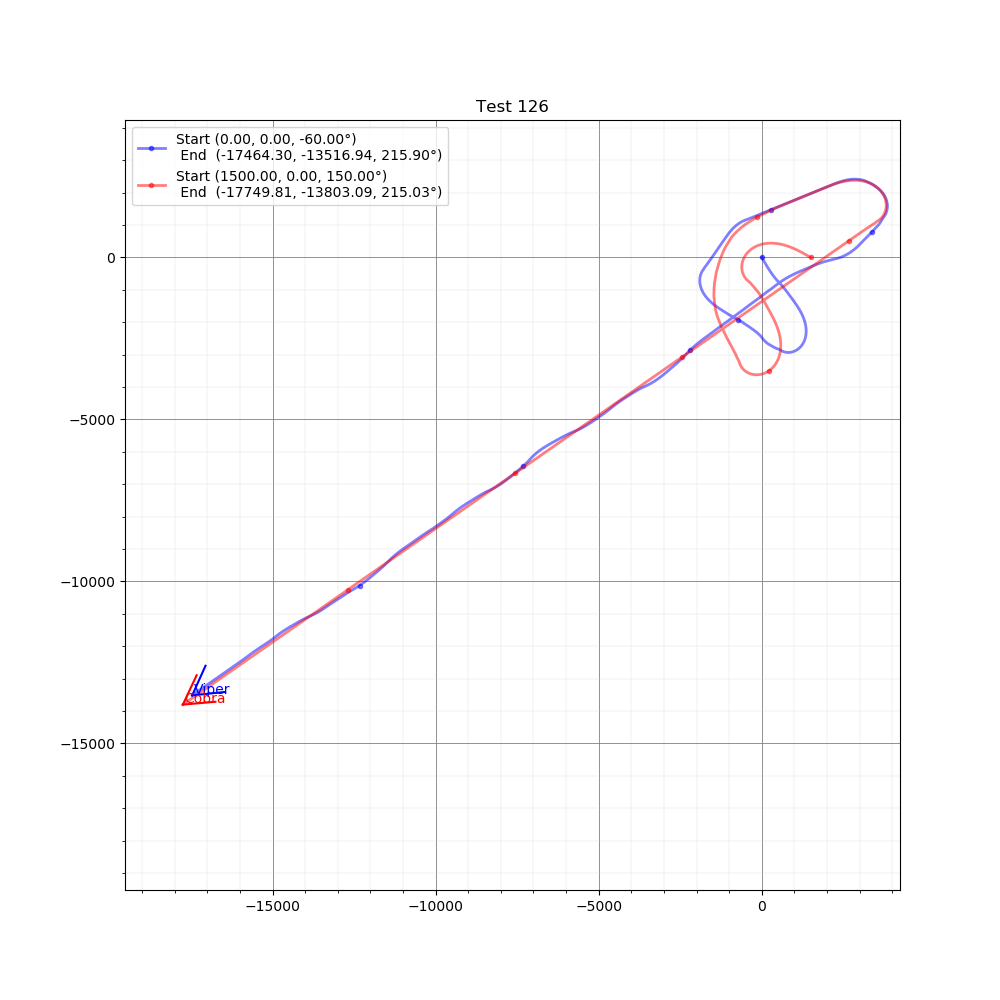 Test 126
Start (0.00, 0.00, -60.00°)
End (-17464.30, -13516.94, 215.90°)
Start (1500.00, 0.00, 150.00°)
End (-17749.81, -13803.09, 215.03°)
0
−5000
−10000
−15000
Viper
Cobra
−15000
−10000
−5000
0